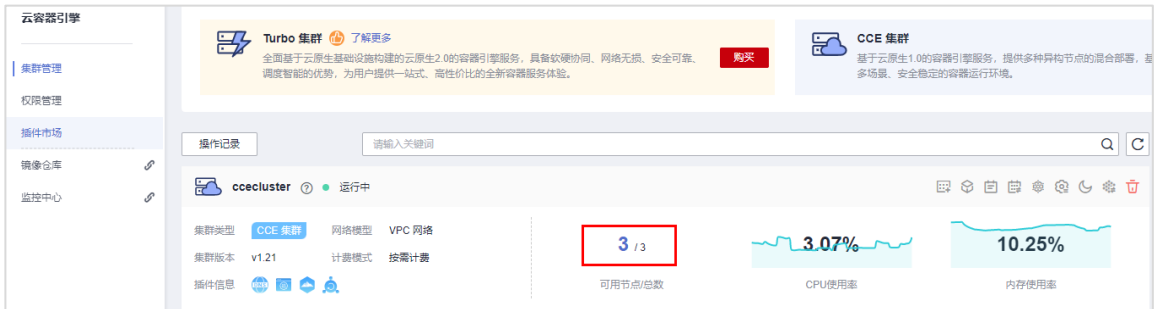 云容器引擎
集群管理
权限管理
插件市场
镜像仓库
监控中心
Turbo 集群 了解更多
全面基于云原生基础设施构建的云原生2.0的容器引擎服务，具备软硬协同、网络无损、安全可靠、
调度智能的优势，为用户提供一站式、高性价比的全新容器服务体验。
购买
CCE 集群
基于云原生1.0的容器引擎服务，提供多种异构节点的混合部署，基
多场景、安全稳定的容器运行环境。
操作记录
请输入关键词
ccecluster 运行中
集群类型 CCE 集群 网络模型 VPC 网络
集群版本 v1.21 计费模式 按需计费
插件信息
3 / 3
可用节点/总数
3.07%
CPU使用率
10.25%
内存使用率